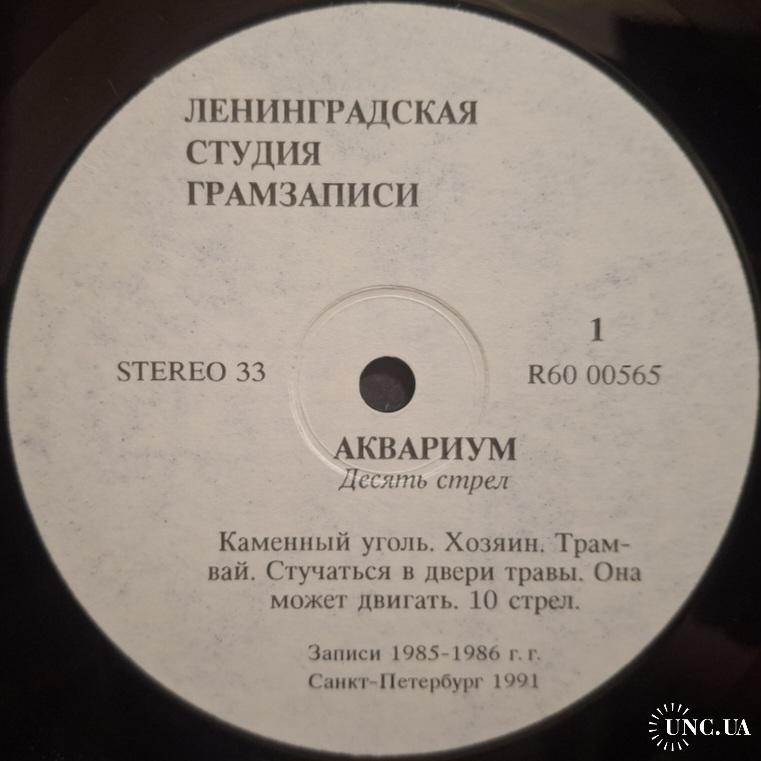 ЛЕНИНГРАДСКАЯ
СТУДИЯ
ГРАМЗАПИСИ
1
STEREO 33
R60 00565
АКВАРИУМ
Десять стрел
Каменный уголь. Хозяин. Трам-
вай. Стучаться в двери травы. Она
может двигать. 10 стрел.
Записи 1985-1986 г. г.
Санкт-Петербург 1991
UNC.UA